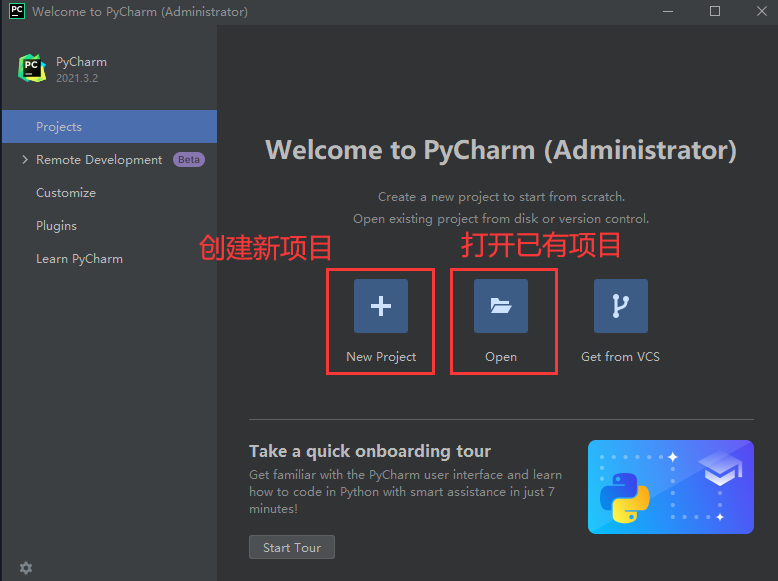 PC
Welcome to PyCharm (Administrator)
PC
PyCharm
2021.3.2
Projects
Remote Development Beta
Customize
Plugins
Learn PyCharm
Welcome to PyCharm (Administrator)
Create a new project to start from scratch.
Open existing project from disk or version control.
创建新项目
打开已有项目
New Project
Open
Get from VCS
Take a quick onboarding tour
Get familiar with the PyCharm user interface and learn
how to code in Python with smart assistance in just 7
minutes!
Start Tour